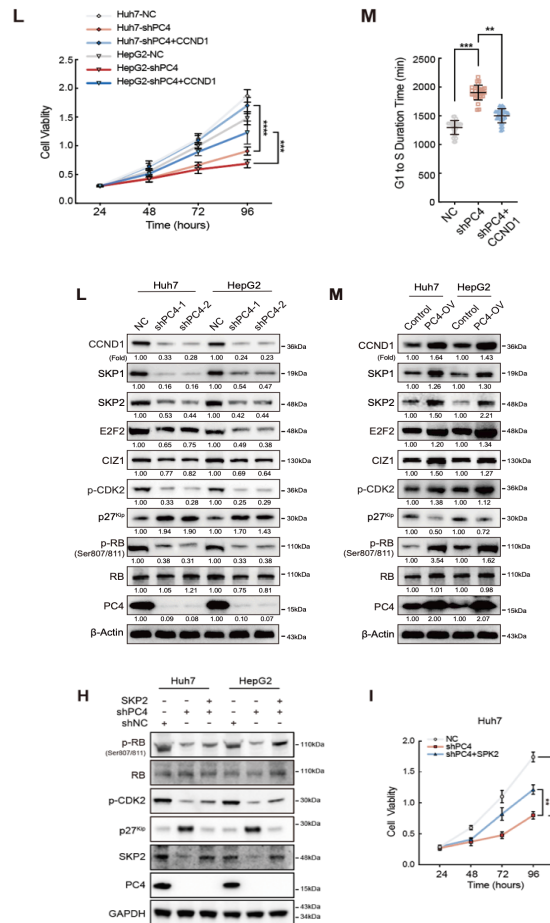 L
Huh7-NC
Huh7-shPC4
Huh7-shPC4+CCND1
HepG2-NC
HepG2-shPC4
HepG2-shPC4+CCND1
Cell Viablity
2.5
2.0
1.5
1.0
0.5
0.0
24 48 72 96
Time (hours)
**** ***
M
*** **
G1 to S Duration Time (min)
2500
2000
1500
1000
500
0
NC shPC4 shPC4+CCND1
L
Huh7 HepG2
NC shPC4-1 shPC4-2 NC shPC4-1 shPC4-2
CCND1 36kDa
(Fold) 1.00 0.33 0.28 1.00 0.24 0.23
SKP1 19kDa
1.00 0.16 0.16 1.00 0.54 0.47
SKP2 48kDa
1.00 0.53 0.44 1.00 0.42 0.44
E2F2 48kDa
1.00 0.65 0.75 1.00 0.49 0.38
CIZ1 130kDa
1.00 0.77 0.82 1.00 0.69 0.64
p-CDK2 36kDa
1.00 0.33 0.28 1.00 0.25 0.29
p27Kip 30kDa
1.00 1.94 1.90 1.00 1.70 1.43
p-RB 110kDa
(Ser807/811) 1.00 0.38 0.31 1.00 0.33 0.38
RB 110kDa
1.00 1.05 1.21 1.00 0.75 0.81
PC4 15kDa
1.00 0.09 0.08 1.00 0.10 0.07
β-Actin 43kDa
M
Huh7 HepG2
Control PC4-OV Control PC4-OV
CCND1 36kDa
1.00 1.64 1.00 1.43
SKP1 19kDa
1.00 1.26 1.00 1.30
SKP2 48kDa
1.00 1.50 1.00 2.21
E2F2 48kDa
1.00 1.20 1.00 1.34
CIZ1 130kDa
1.00 1.50 1.00 1.27
p-CDK2 36kDa
1.00 1.38 1.00 1.12
p27Kip 30kDa
1.00 0.50 1.00 0.72
p-RB 110kDa
(Ser807/811) 1.00 3.54 1.00 1.62
RB 110kDa
1.00 1.01 1.00 0.98
PC4 15kDa
1.00 2.00 1.00 2.07
β-Actin 43kDa
H
Huh7 HepG2
SKP2 - - + - - +
shPC4 - + + - + +
shNC + - - + - -
p-RB 110kDa
(Ser807/811)
RB 110kDa
p-CDK2 30kDa
p27Kip 30kDa
SKP2 48kDa
PC4 15kDa
GAPDH 43kDa
34kDa
I
Huh7
NC
shPC4
shPC4+SPK2
Cell Viablity
2.0
1.5
1.0
0.5
0.0
24 48 72 96
Time (hours)